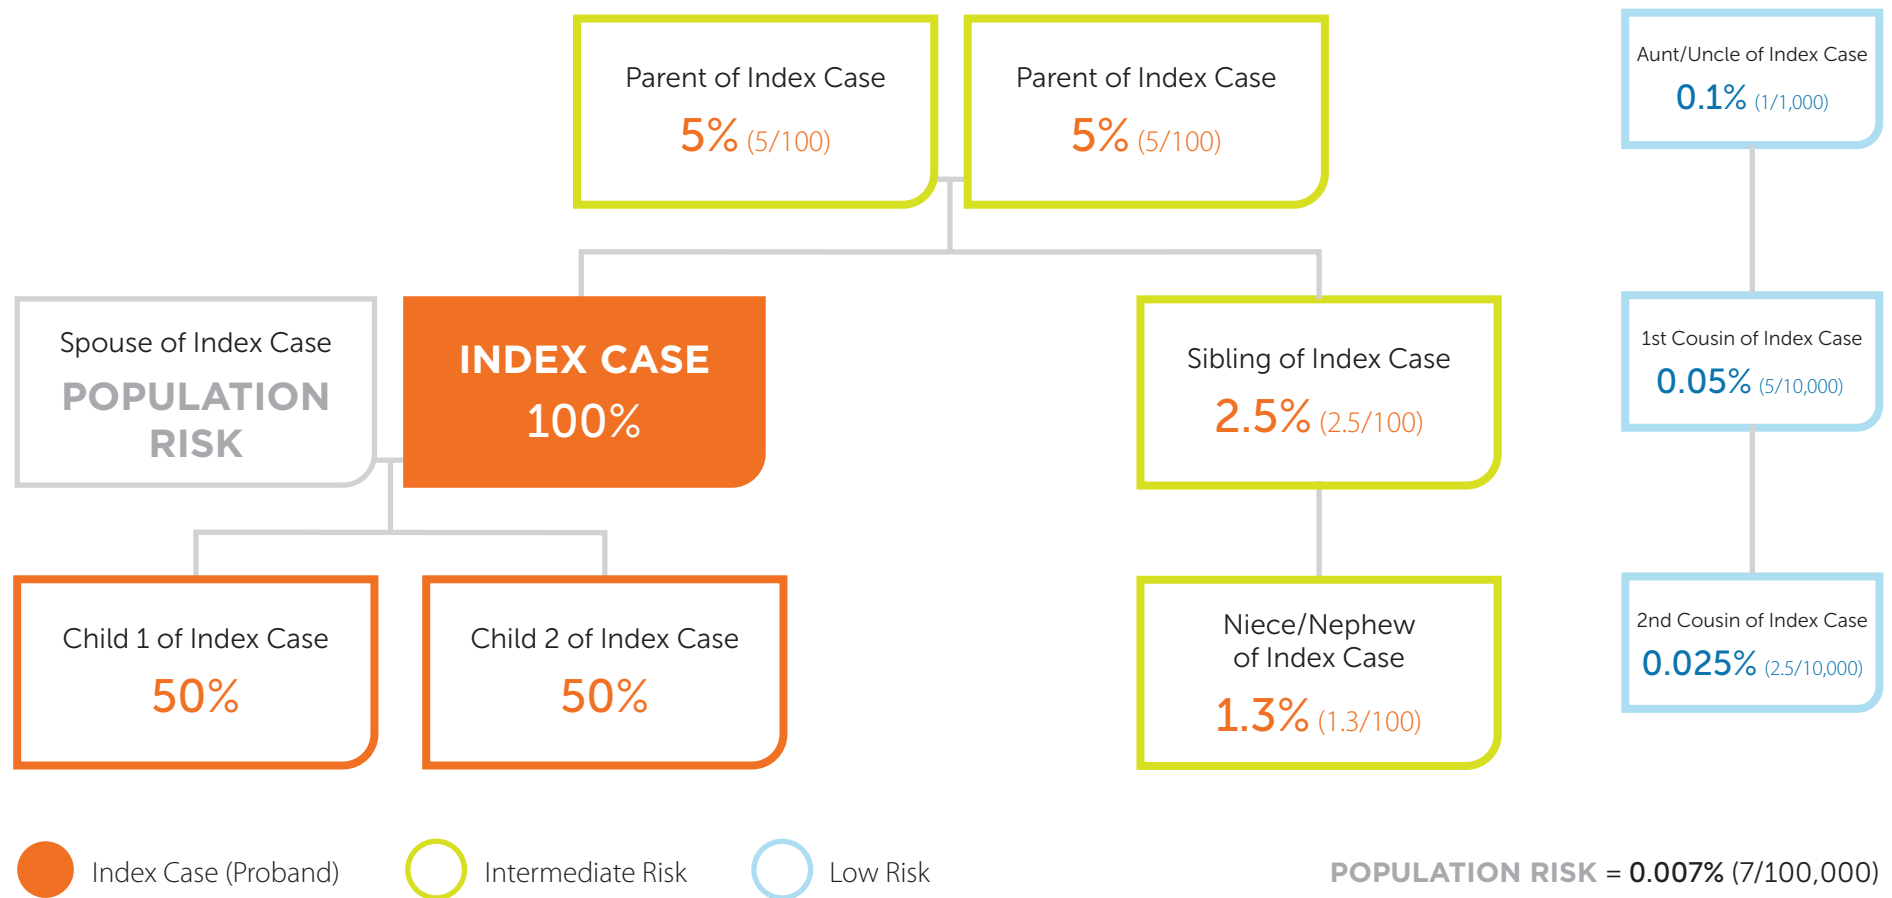 Parent of Index Case
5% (5/100)
Parent of Index Case
5% (5/100)
Aunt/Uncle of Index Case
0.1% (1/1,000)
Spouse of Index Case
POPULATION
RISK
INDEX CASE
100%
Sibling of Index Case
2.5% (2.5/100)
1st Cousin of Index Case
0.05% (5/10,000)
Child 1 of Index Case
50%
Child 2 of Index Case
50%
Niece/Nephew
of Index Case
1.3% (1.3/100)
2nd Cousin of Index Case
0.025% (2.5/10,000)
Index Case (Proband)
Intermediate Risk
Low Risk
POPULATION RISK = 0.007% (7/100,000)